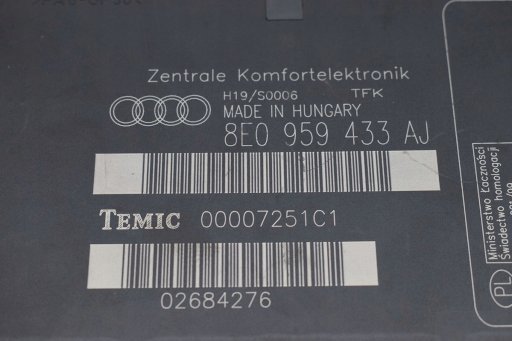 Zentrale Komfortelektronik
H19/S0006 TFK
MADE IN HUNGARY
8E0 959 433 AJ
TEMIC 00007251C1
02684276
Ministerstwo Łączności
Świadectwo homologacji
PL